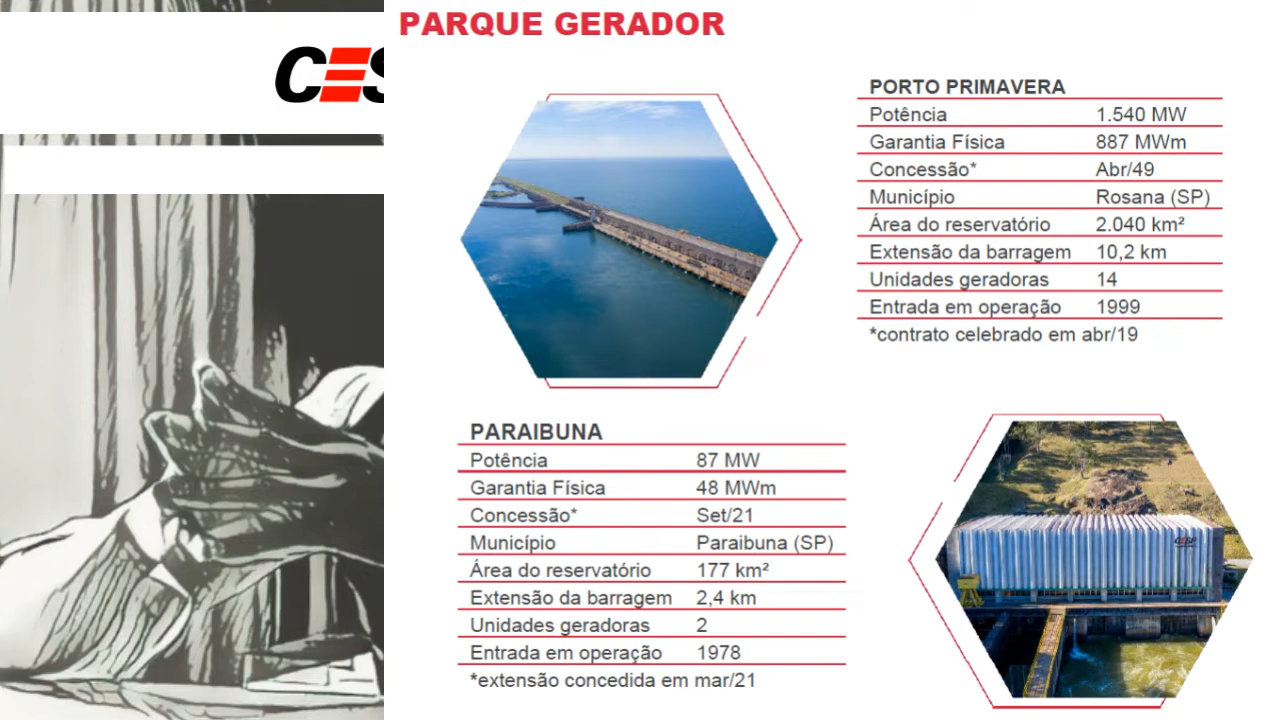 PARQUE GERADOR
PORTO PRIMAVERA
Potência 1.540 MW
Garantia Física 887 MWm
Concessão* Abr/49
Município Rosana (SP)
Área do reservatório 2.040 km²
Extensão da barragem 10,2 km
Unidades geradoras 14
Entrada em operação 1999
*contrato celebrado em abr/19
PARAIBUNA
Potência 87 MW
Garantia Física 48 MWm
Concessão* Set/21
Município Paraibuna (SP)
Área do reservatório 177 km²
Extensão da barragem 2,4 km
Unidades geradoras 2
Entrada em operação 1978
*extensão concedida em mar/21
CES
CESP